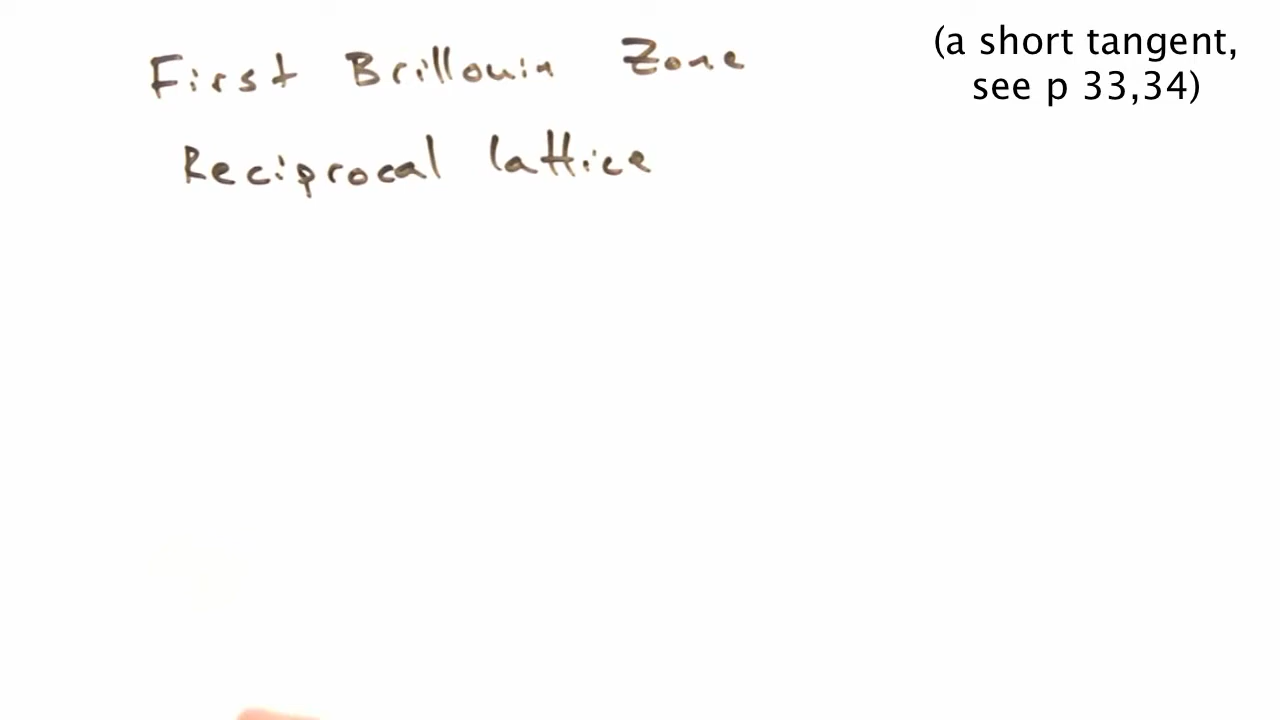 First Brillouin Zone
Reciprocal lattice
(a short tangent,
see p 33,34)